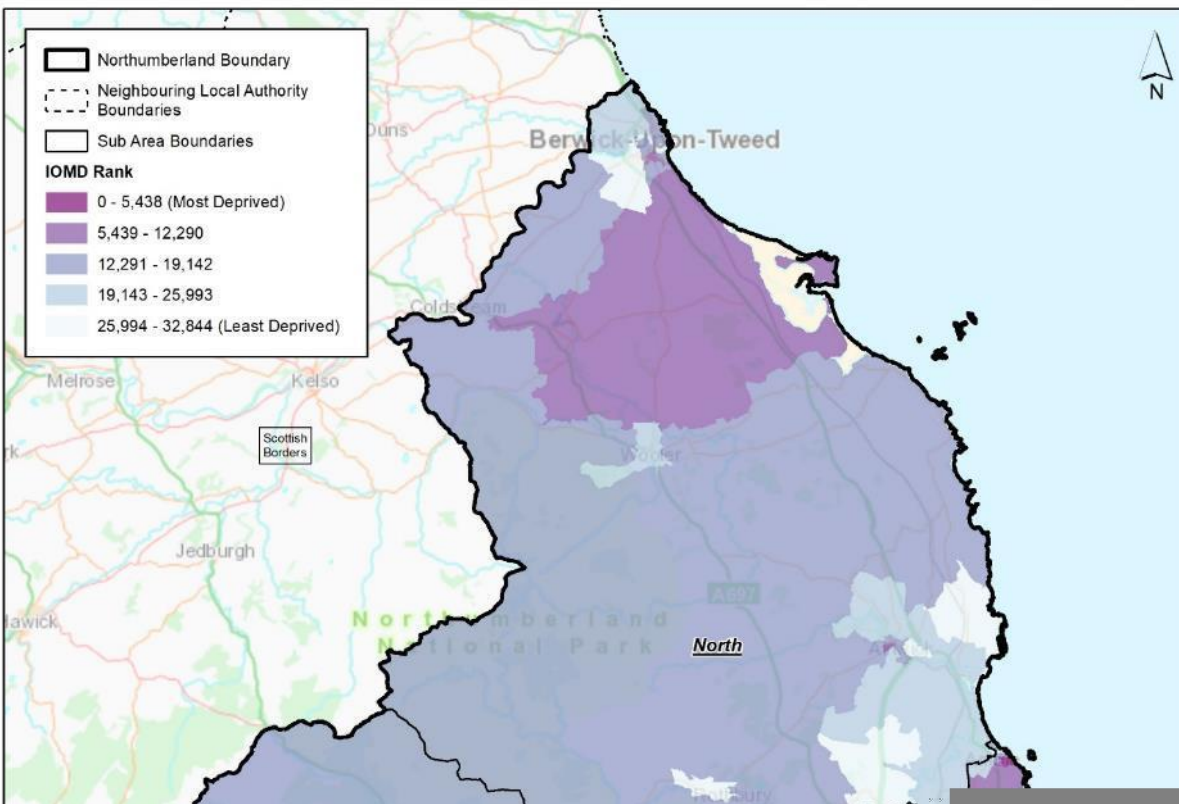 Northumberland Boundary
Neighbouring Local Authority
Boundaries
Sub Area Boundaries
IOMD Rank
0 - 5,438 (Most Deprived)
5,439 - 12,290
12,291 - 19,142
19,143 - 25,993
25,994 - 32,844 (Least Deprived)
N
Duns
Berwick-Upon-Tweed
Coldstream
Melrose
Kelso
Scottish
Borders
Wooler
Jedburgh
A697
Northumberland
National Park
North
Rothbury